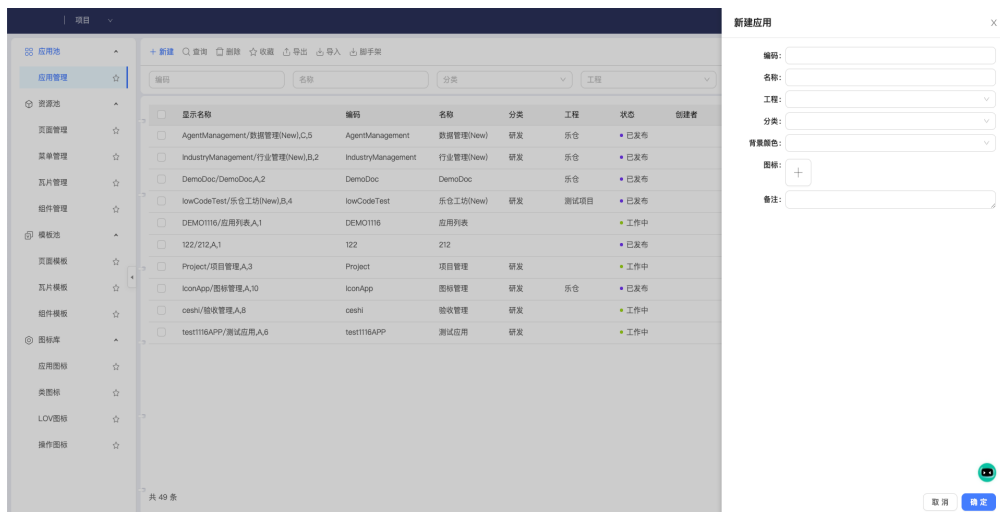 项目
新建应用
应用池
应用管理
资源池
页面管理
菜单管理
瓦片管理
组件管理
模板池
页面模板
瓦片模板
组件模板
图标库
应用图标
类图标
LOV图标
操作图标
新建 查询 删除 收藏 导出 导入 脚手架
编码 名称 分类 工程
显示名称 编码 名称 分类 工程 状态 创建者
AgentManagement/数据管理(New),C,5 AgentManagement 数据管理(New) 研发 乐仓 已发布
IndustryManagement/行业管理(New),B,2 IndustryManagement 行业管理(New) 研发 乐仓 已发布
DemoDoc/DemoDoc,A,2 DemoDoc DemoDoc 乐仓 已发布
lowCodeTest/乐仓工坊(New),B,4 lowCodeTest 乐仓工坊(New) 研发 测试项目 已发布
DEMO1116/应用列表,A,1 DEMO1116 应用列表 工作中
122/212,A,1 122 212 已发布
Project/项目管理,A,3 Project 项目管理 研发 工作中
IconApp/图标管理,A,10 IconApp 图标管理 研发 乐仓 已发布
ceshi/验收管理,A,8 ceshi 验收管理 研发 工作中
test1116APP/测试应用,A,6 test1116APP 测试应用 研发 工作中
共 49 条
编码:
名称:
工程:
分类:
背景颜色:
图标:
备注:
取消 确定